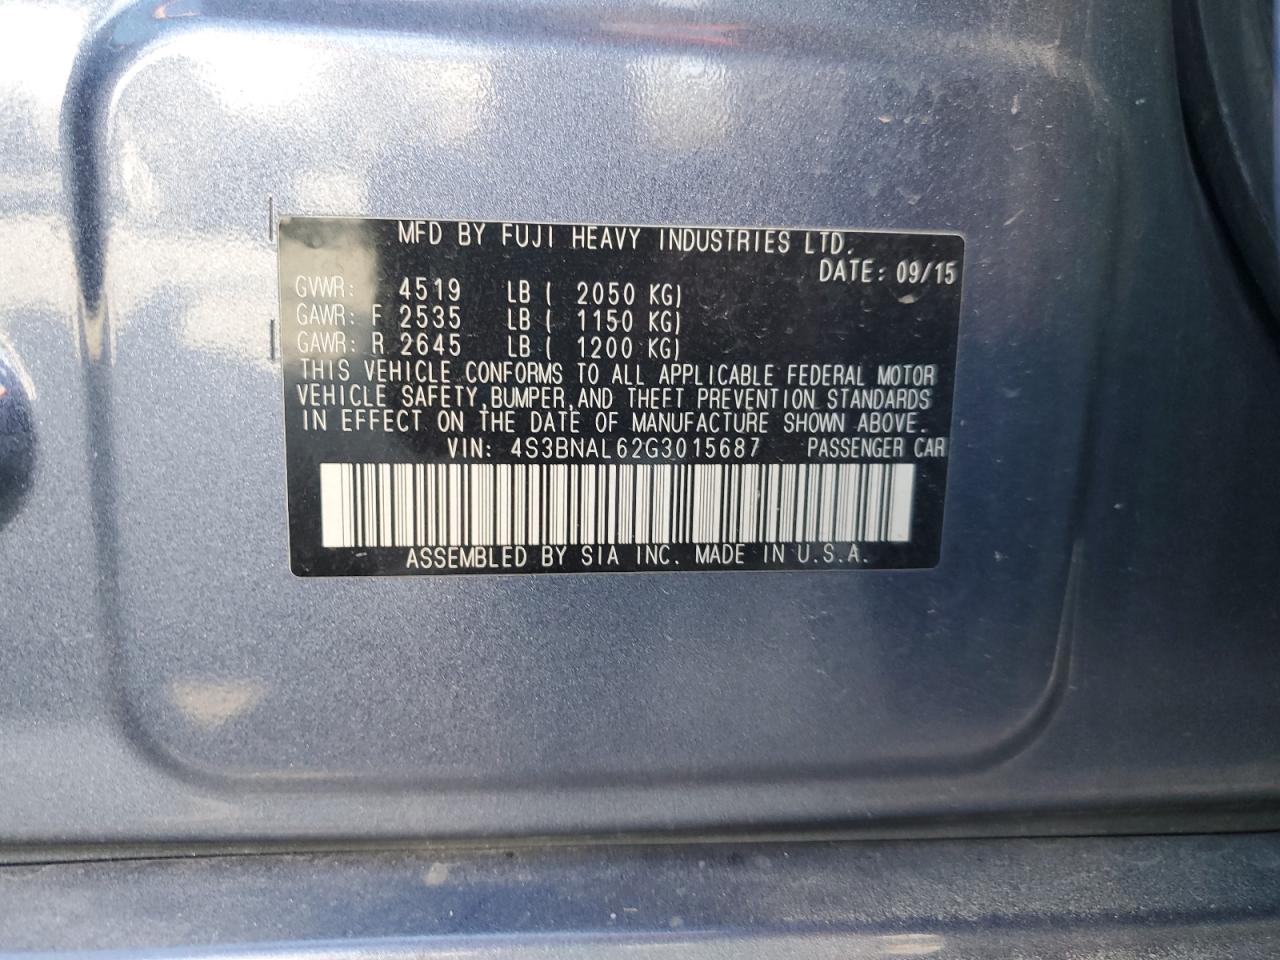 MFD BY FUJI HEAVY INDUSTRIES LTD.
DATE: 09/15
GVWR: 4519 LB ( 2050 KG)
GAWR: F 2535 LB ( 1150 KG)
GAWR: R 2645 LB ( 1200 KG)
THIS VEHICLE CONFORMS TO ALL APPLICABLE FEDERAL MOTOR
VEHICLE SAFETY, BUMPER, AND THEFT PREVENTION STANDARDS
IN EFFECT ON THE DATE OF MANUFACTURE SHOWN ABOVE.
VIN: 4S3BNAL62G3015687 PASSENGER CAR
ASSEMBLED BY SIA INC. MADE IN U.S.A.